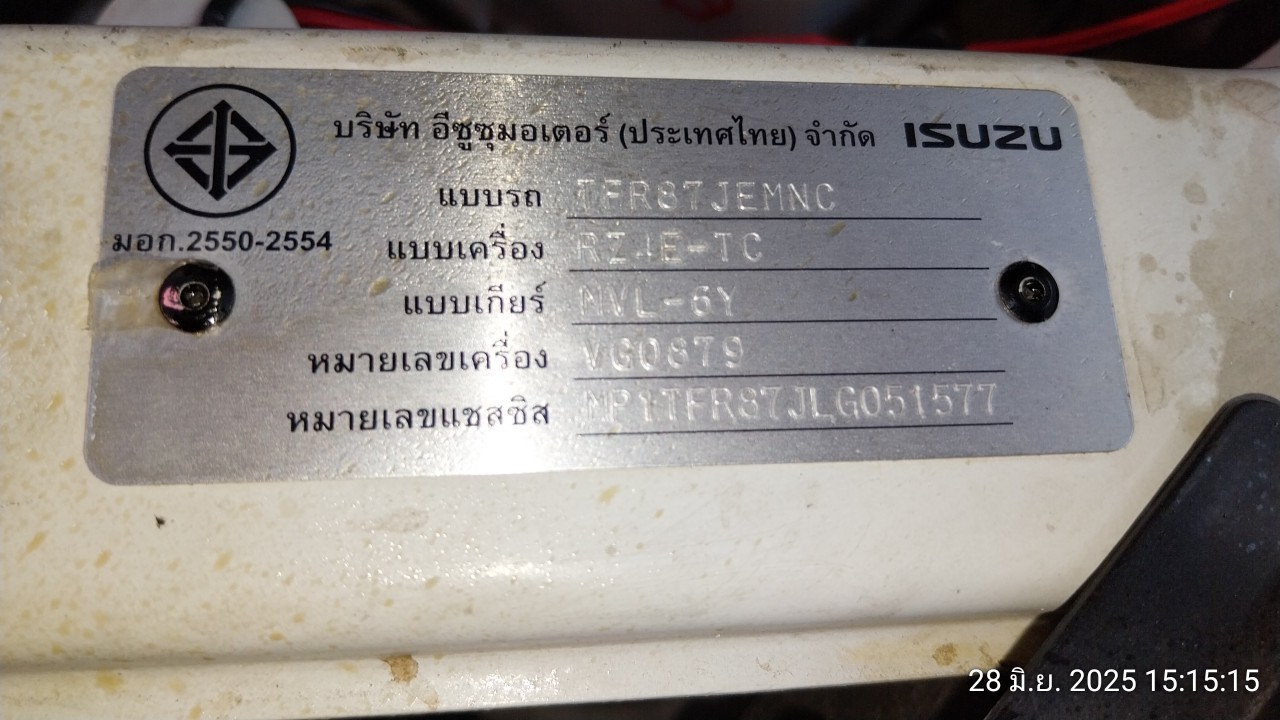 บริษัท อีซูซุมอเตอร์ (ประเทศไทย) จำกัด ISUZU
แบบรถ TFR87JEMNC
มอก.2550-2554
แบบเครื่อง RZ4E-TC
แบบเกียร์ MVL-6Y
หมายเลขเครื่อง VG0879
หมายเลขแชสซิส MP1TFR87JLG051577
28 มิ.ย. 2025 15:15:15